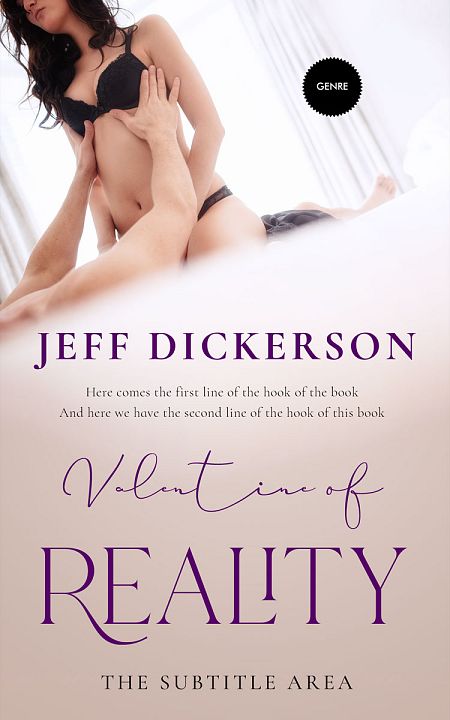 GENRE
JEFF DICKERSON
Here comes the first line of the hook of the book
And here we have the second line of the hook of this book
Valentine of
REALITY
THE SUBTITLE AREA